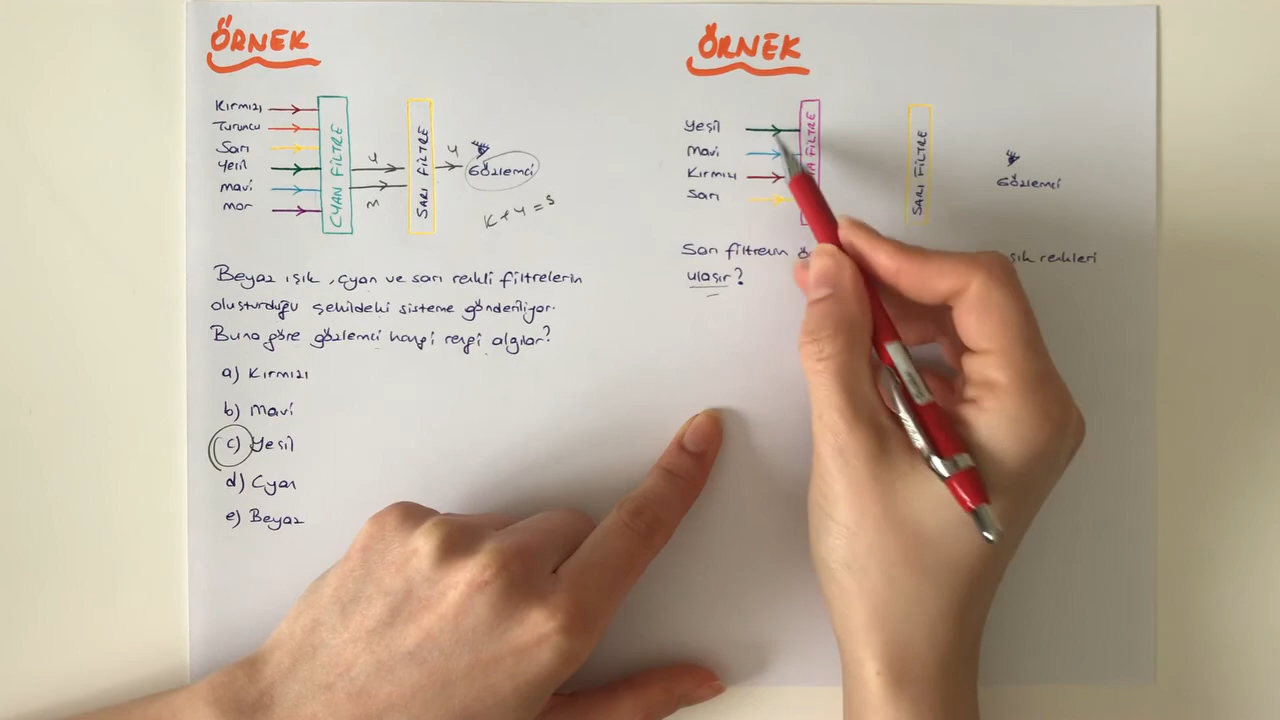 ÖRNEK
Kırmızı
Turuncu
Sarı
Yeşil
mavi
mor
CYAN FİLTRE
Y
m
SARI FİLTRE
Y
Gözlemci
K+Y=S
Beyaz ışık, cyan ve sarı renkli filtrelerin
oluşturduğu şekildeki sisteme gönderiliyor.
Buna göre gözlemci hangi rengi algılar?
a) Kırmızı
b) Mavi
c) Yeşil
d) Cyan
e) Beyaz
ÖRNEK
Yeşil
Mavi
Kırmızı
Sarı
FİLTRE
SARI FİLTRE
Gözlemci
Sarı filtrenin
renkleri
ulaşır?